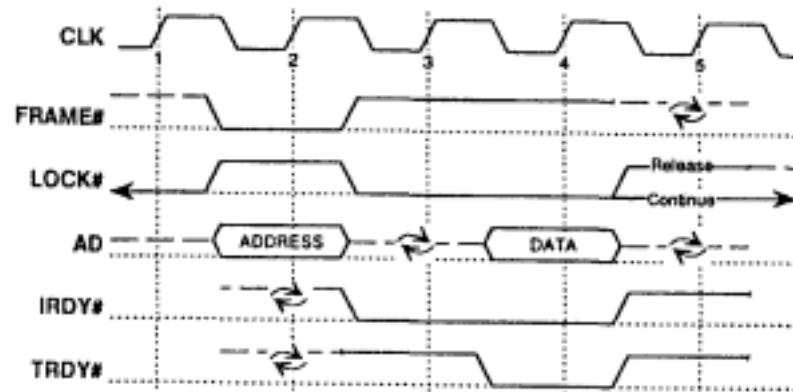 CLK
1 2 3 4 5
FRAME#
LOCK#
Release
Continue
AD
ADDRESS
DATA
IRDY#
TRDY#